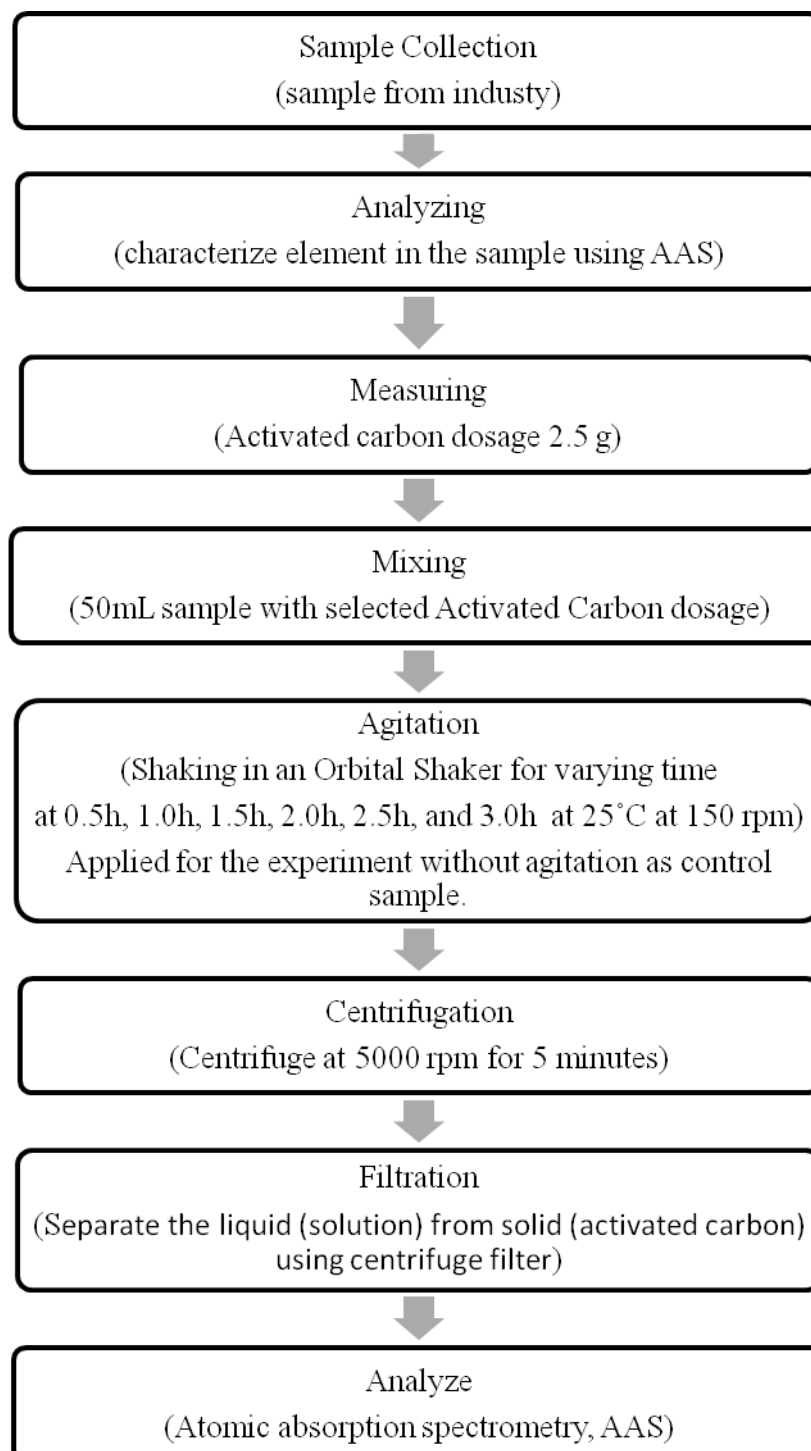 Sample Collection
(sample from industy)
Analyzing
(characterize element in the sample using AAS)
Measuring
(Activated carbon dosage 2.5 g)
Mixing
(50mL sample with selected Activated Carbon dosage)
Agitation
(Shaking in an Orbital Shaker for varying time
at 0.5h, 1.0h, 1.5h, 2.0h, 2.5h, and 3.0h at 25˚C at 150 rpm)
Applied for the experiment without agitation as control
sample.
Centrifugation
(Centrifuge at 5000 rpm for 5 minutes)
Filtration
(Separate the liquid (solution) from solid (activated carbon)
using centrifuge filter)
Analyze
(Atomic absorption spectrometry, AAS)